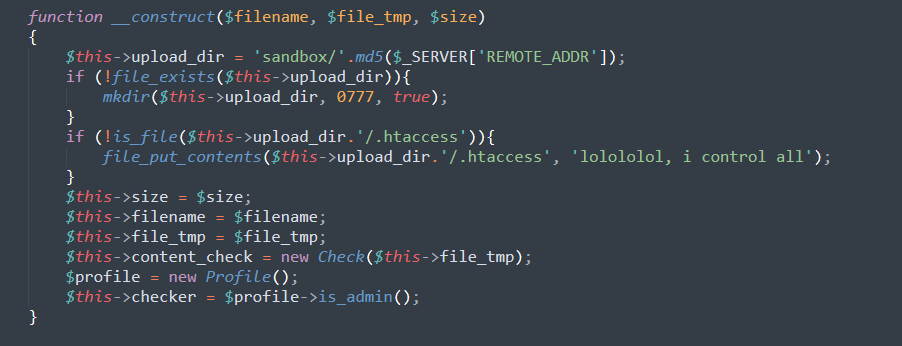 function __construct($filename, $file_tmp, $size)
{
    $this->upload_dir = 'sandbox/'.md5($_SERVER['REMOTE_ADDR']);
    if (!file_exists($this->upload_dir)){
        mkdir($this->upload_dir, 0777, true);
    }
    if (!is_file($this->upload_dir.'/.htaccess')){
        file_put_contents($this->upload_dir.'/.htaccess', 'lolololol, i control all');
    }
    $this->size = $size;
    $this->filename = $filename;
    $this->file_tmp = $file_tmp;
    $this->content_check = new Check($this->file_tmp);
    $profile = new Profile();
    $this->checker = $profile->is_admin();
}